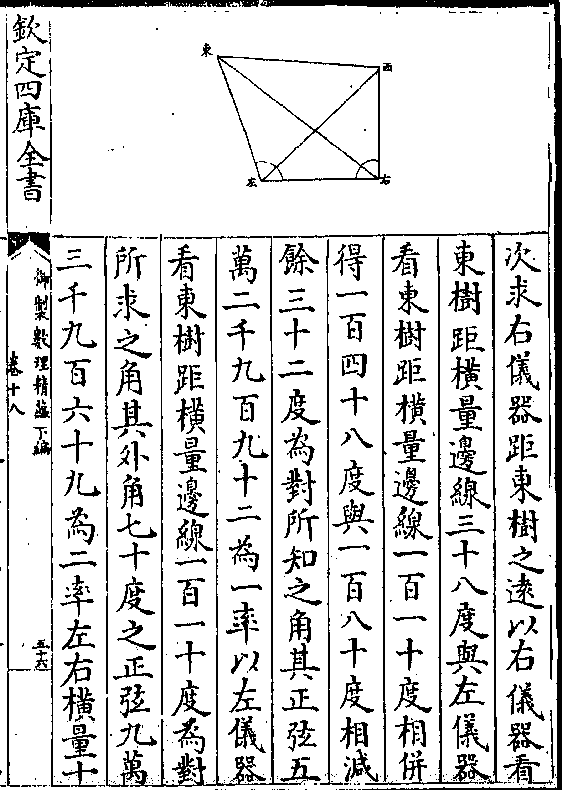 東
西
左
右
次求右儀器距東樹之逺以右儀器看
東樹距橫量邊線三十八度與左儀器
看東樹距橫量邊線一百一十度相併
得一百四十八度與一百八十度相減
餘三十二度為對所知之角其正弦五
萬二千九百九十二為一率以左儀器
看東樹距橫量邊線一百一十度為對
所求之角其外角七十度之正弦九萬
三千九百六十九為二率左右橫量十
欽定四庫全書
御製數理精藴下編
卷十八
五十六